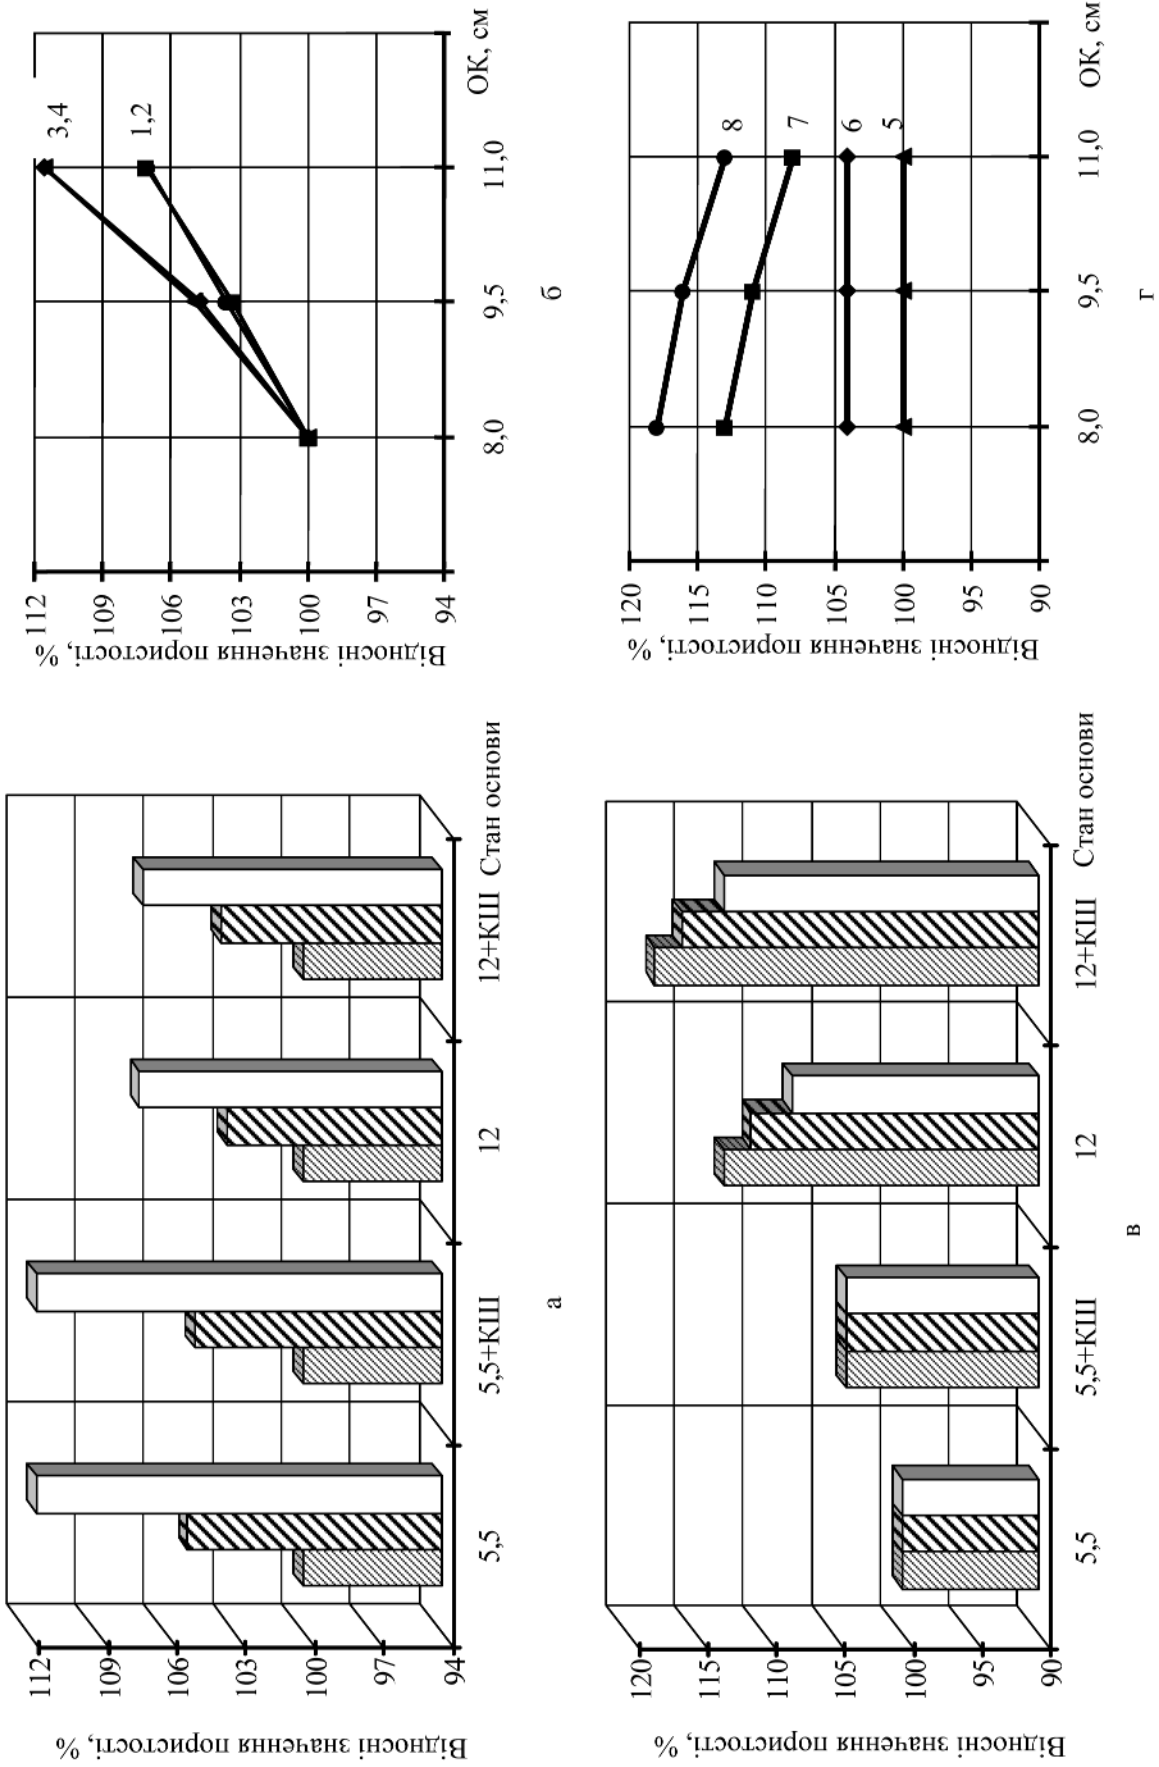 Відносні значення пористості, %
112
109
106
103
100
97
94
5,5
5,5+КШ
12
12+КШ
Стан основи
а
Відносні значення пористості, %
112
109
106
103
100
97
94
8,0
9,5
11,0
ОК, см
3,4
1,2
б
Відносні значення пористості, %
120
115
110
105
100
95
90
5,5
5,5+КШ
12
12+КШ
Стан основи
в
Відносні значення пористості, %
120
115
110
105
100
95
90
8,0
9,5
11,0
ОК, см
8
7
6
5
г